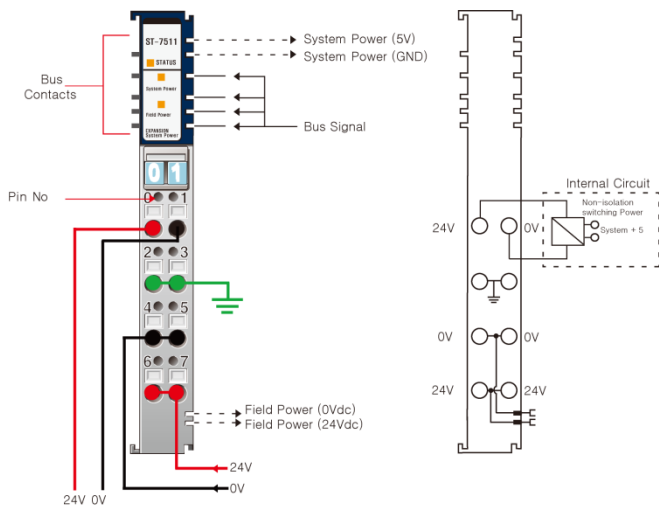 ST-7511
STATUS
System Power
Field Power
EXPANSION
System Power
System Power (5V)
System Power (GND)
Bus
Contacts
Bus Signal
0 1
Pin No
0 1
2 3
4 5
6 7
Field Power (0Vdc)
Field Power (24Vdc)
24V
0V
24V 0V
Internal Circuit
Non-isolation
switching Power
System + 5
24V 0V
0V 0V
24V 24V